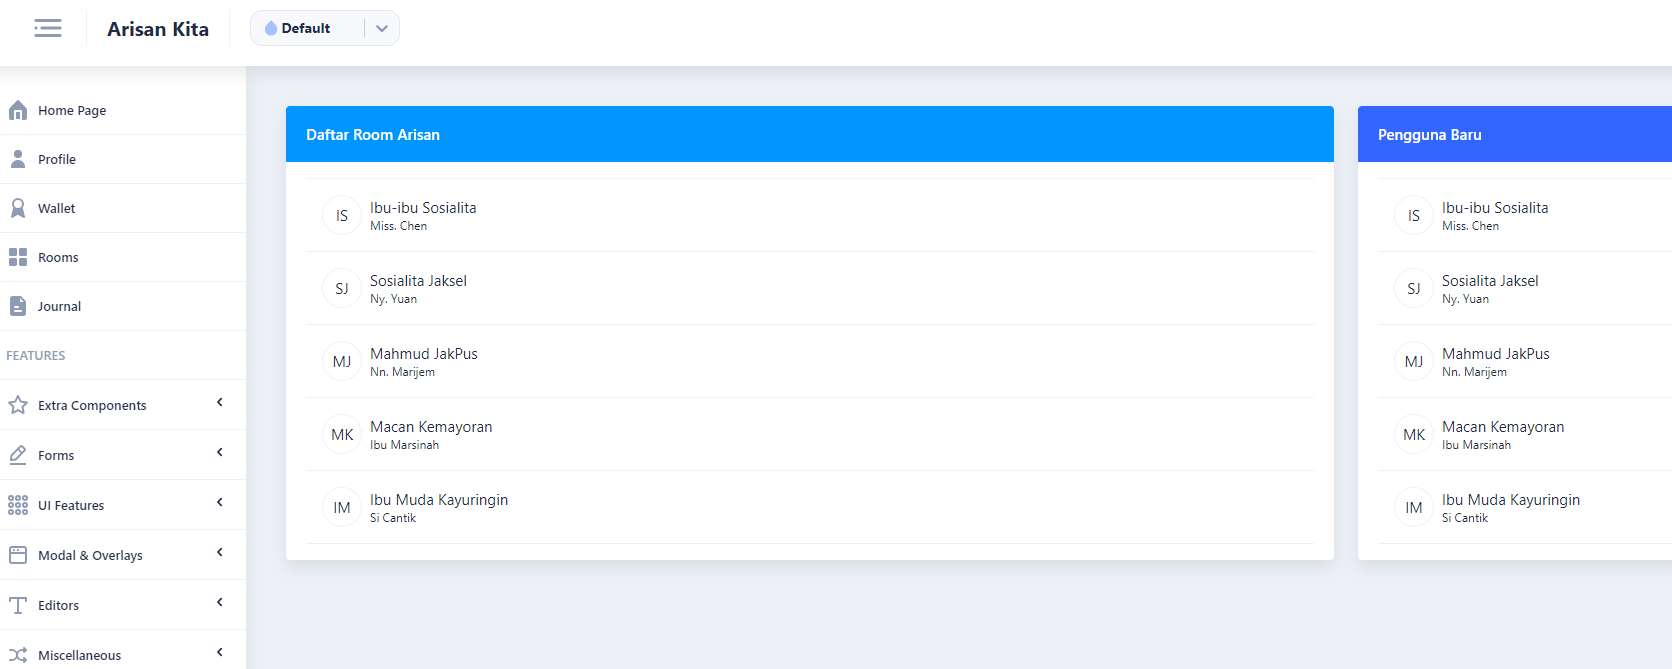 Arisan Kita
Default
Home Page
Profile
Wallet
Rooms
Journal
FEATURES
Extra Components
Forms
UI Features
Modal & Overlays
Editors
Miscellaneous
Daftar Room Arisan
IS
Ibu-ibu Sosialita
Miss. Chen
SJ
Sosialita Jaksel
Ny. Yuan
MJ
Mahmud JakPus
Nn. Marijem
MK
Macan Kemayoran
Ibu Marsinah
IM
Ibu Muda Kayuringin
Si Cantik
Pengguna Baru
IS
Ibu-ibu Sosialita
Miss. Chen
SJ
Sosialita Jaksel
Ny. Yuan
MJ
Mahmud JakPus
Nn. Marijem
MK
Macan Kemayoran
Ibu Marsinah
IM
Ibu Muda Kayuringin
Si Cantik